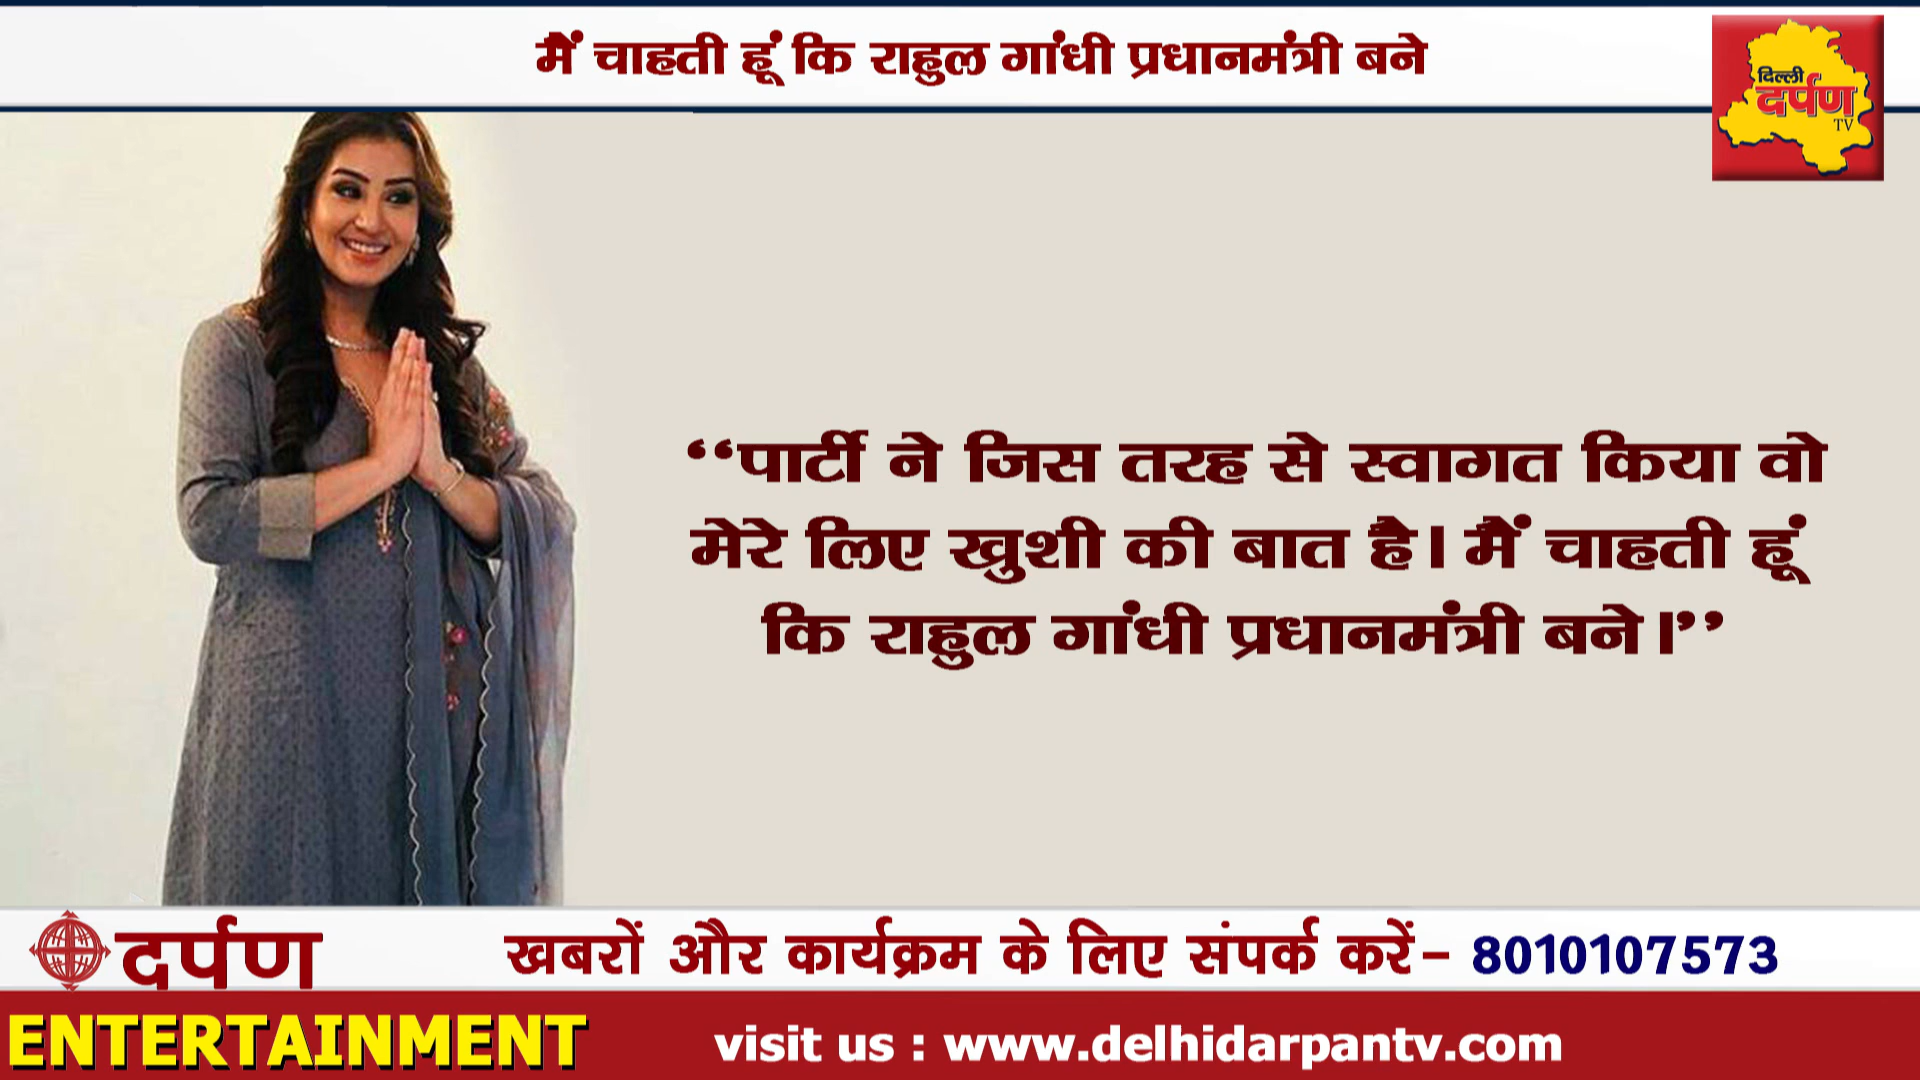 मैं चाहती हूं कि राहुल गांधी प्रधानमंत्री बने
दिल्ली
दर्पण
TV
“पार्टी ने जिस तरह से स्वागत किया वो
मेरे लिए खुशी की बात है। मैं चाहती हूं
कि राहुल गांधी प्रधानमंत्री बने।”
दर्पण
खबरों और कार्यक्रम के लिए संपर्क करें- 8010107573
ENTERTAINMENT
visit us : www.delhidarpantv.com